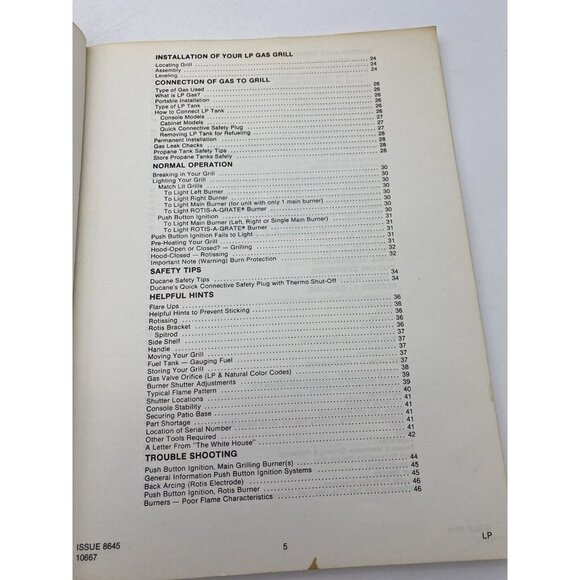 INSTALLATION OF YOUR LP GAS GRILL
Locating Grill 24
Assembly 24
Leveling 24
CONNECTION OF GAS TO GRILL
Type of Gas Used 26
What is LP Gas? 26
Portable Installation 26
Type of LP Tank 26
How to Connect LP Tank 26
Console Models 26
Cabinet Models 27
Quick Connective Safety Plug 27
Removing LP Tank for Refueling 27
Permanent Installation 28
Gas Leak Checks 28
Propane Tank Safety Tips 28
Store Propane Tanks Safely 28
NORMAL OPERATION
Breaking in Your Grill 30
Lighting Your Grill 30
Match Lit Grills 30
To Light Left Burner 30
To Light Right Burner 30
To Light Main Burner (for unit with only 1 main burner) 30
To Light ROTIS-A-GRATE® Burner 30
Push Button Ignition 30
To Light Main Burner (Left, Right or Single Main Burner) 31
To Light ROTIS-A-GRATE® Burner 31
Push Button Ignition Fails to Light 31
Pre-Heating Your Grill 31
Hood-Open or Closed? — Grilling 31
Hood-Closed — Rotissing 32
Important Note (Warning) Burn Protection 32
SAFETY TIPS
Ducane Safety Tips 34
Ducane's Quick Connective Safety Plug with Thermo Shut-Off 34
HELPFUL HINTS
Flare Ups 36
Helpful Hints to Prevent Sticking 36
Rotissing 36
Rotis Bracket 36
Spitrod 36
Side Shelf 37
Handle 37
Moving Your Grill 37
Fuel Tank — Gauging Fuel 37
Storing Your Grill 37
Gas Valve Orifice (LP & Natural Color Codes) 38
Burner Shutter Adjustments 39
Typical Flame Pattern 39
Shutter Locations 40
Console Stability 41
Securing Patio Base 41
Part Shortage 41
Location of Serial Number 41
Other Tools Required 41
A Letter From "The White House" 42
TROUBLE SHOOTING
Push Button Ignition, Main Grilling Burner(s) 44
General Information Push Button Ignition Systems 45
Back Arcing (Rotis Electrode) 45
Push Button Ignition, Rotis Burner 46
Burners — Poor Flame Characteristics 46
ISSUE 8645
10667
5
LP